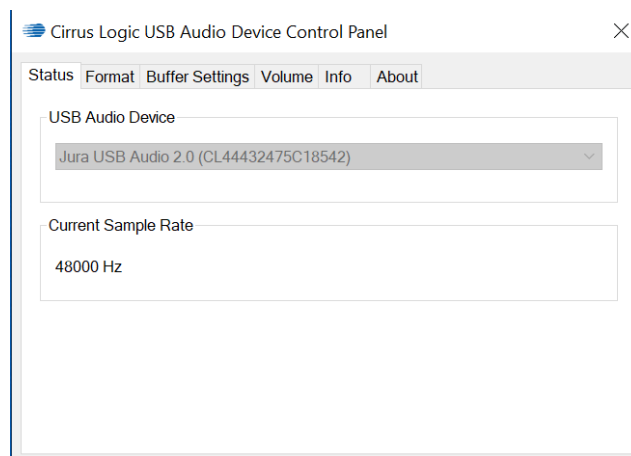 Cirrus Logic USB Audio Device Control Panel
Status Format Buffer Settings Volume Info About
USB Audio Device
Jura USB Audio 2.0 (CL44432475C18542)
Current Sample Rate
48000 Hz